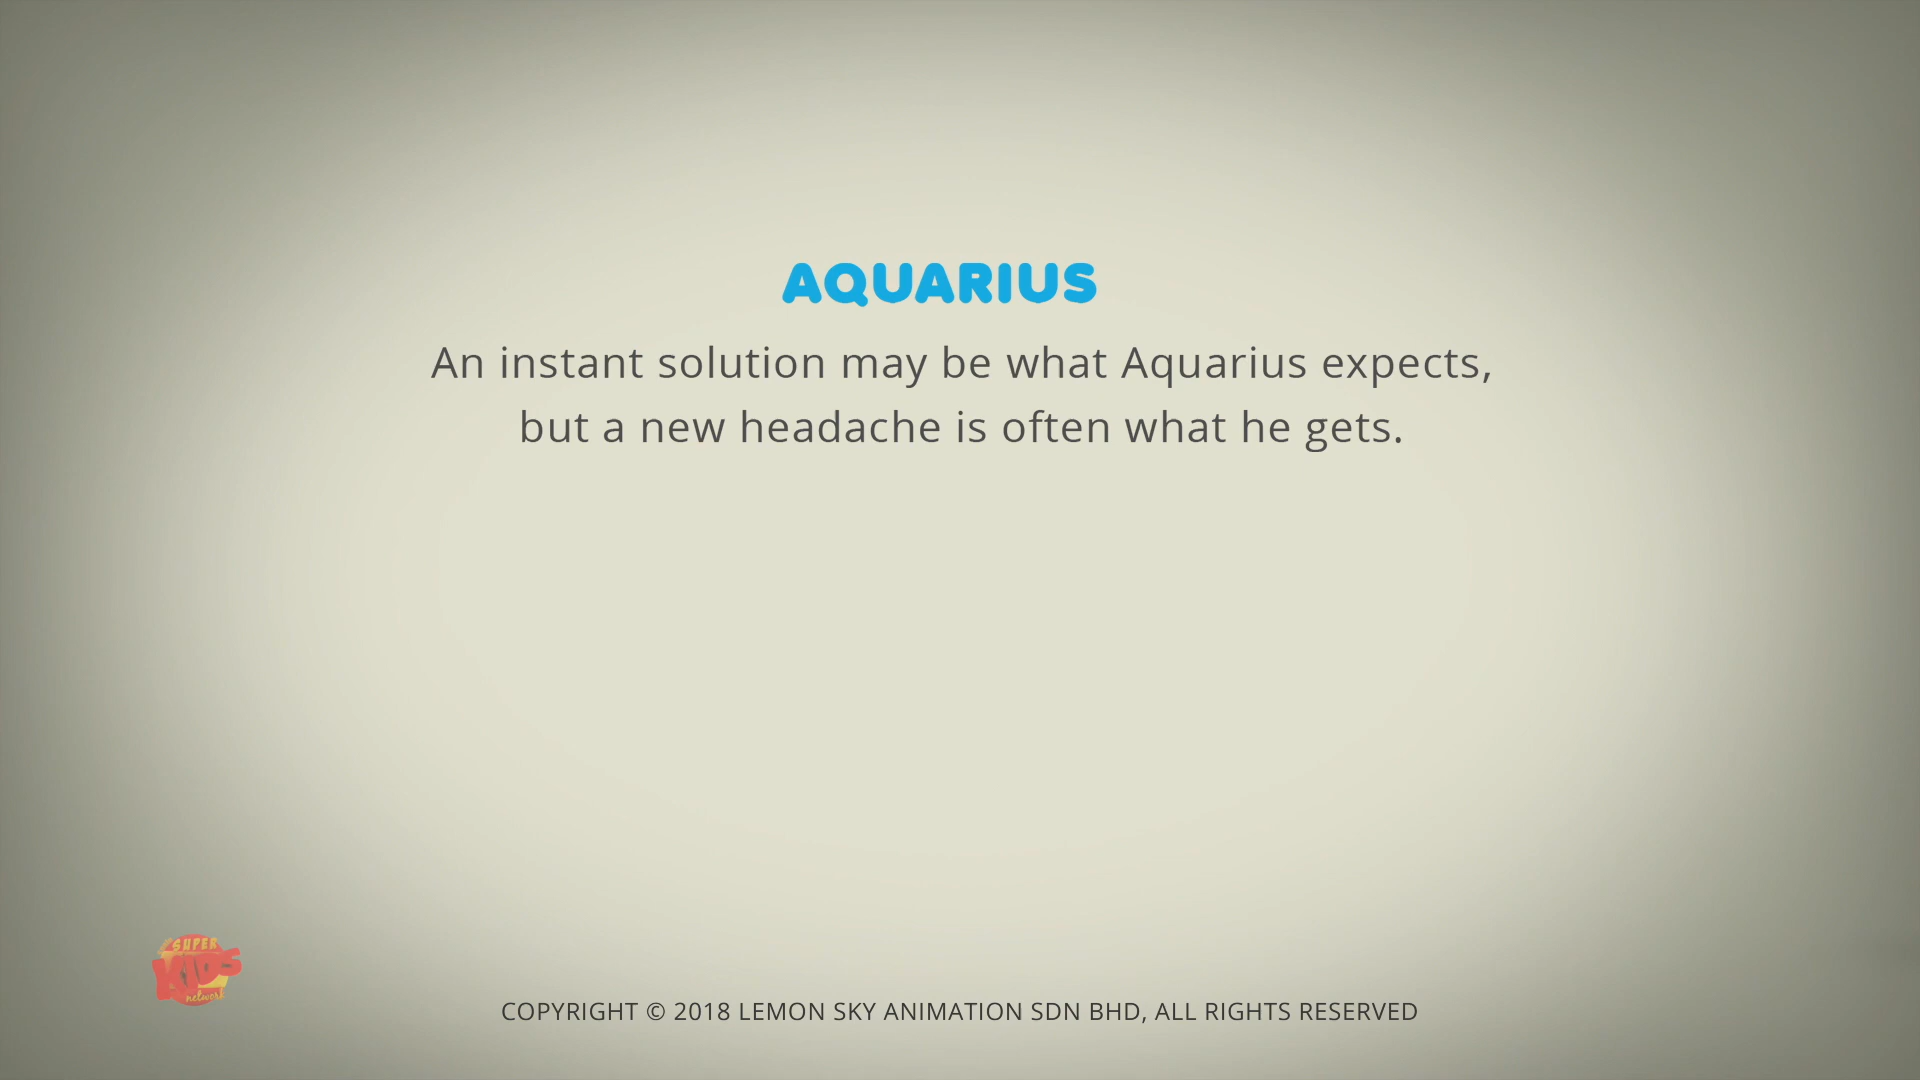 AQUARIUS
An instant solution may be what Aquarius expects,
but a new headache is often what he gets.
SUPER
KIDS
network
COPYRIGHT © 2018 LEMON SKY ANIMATION SDN BHD, ALL RIGHTS RESERVED